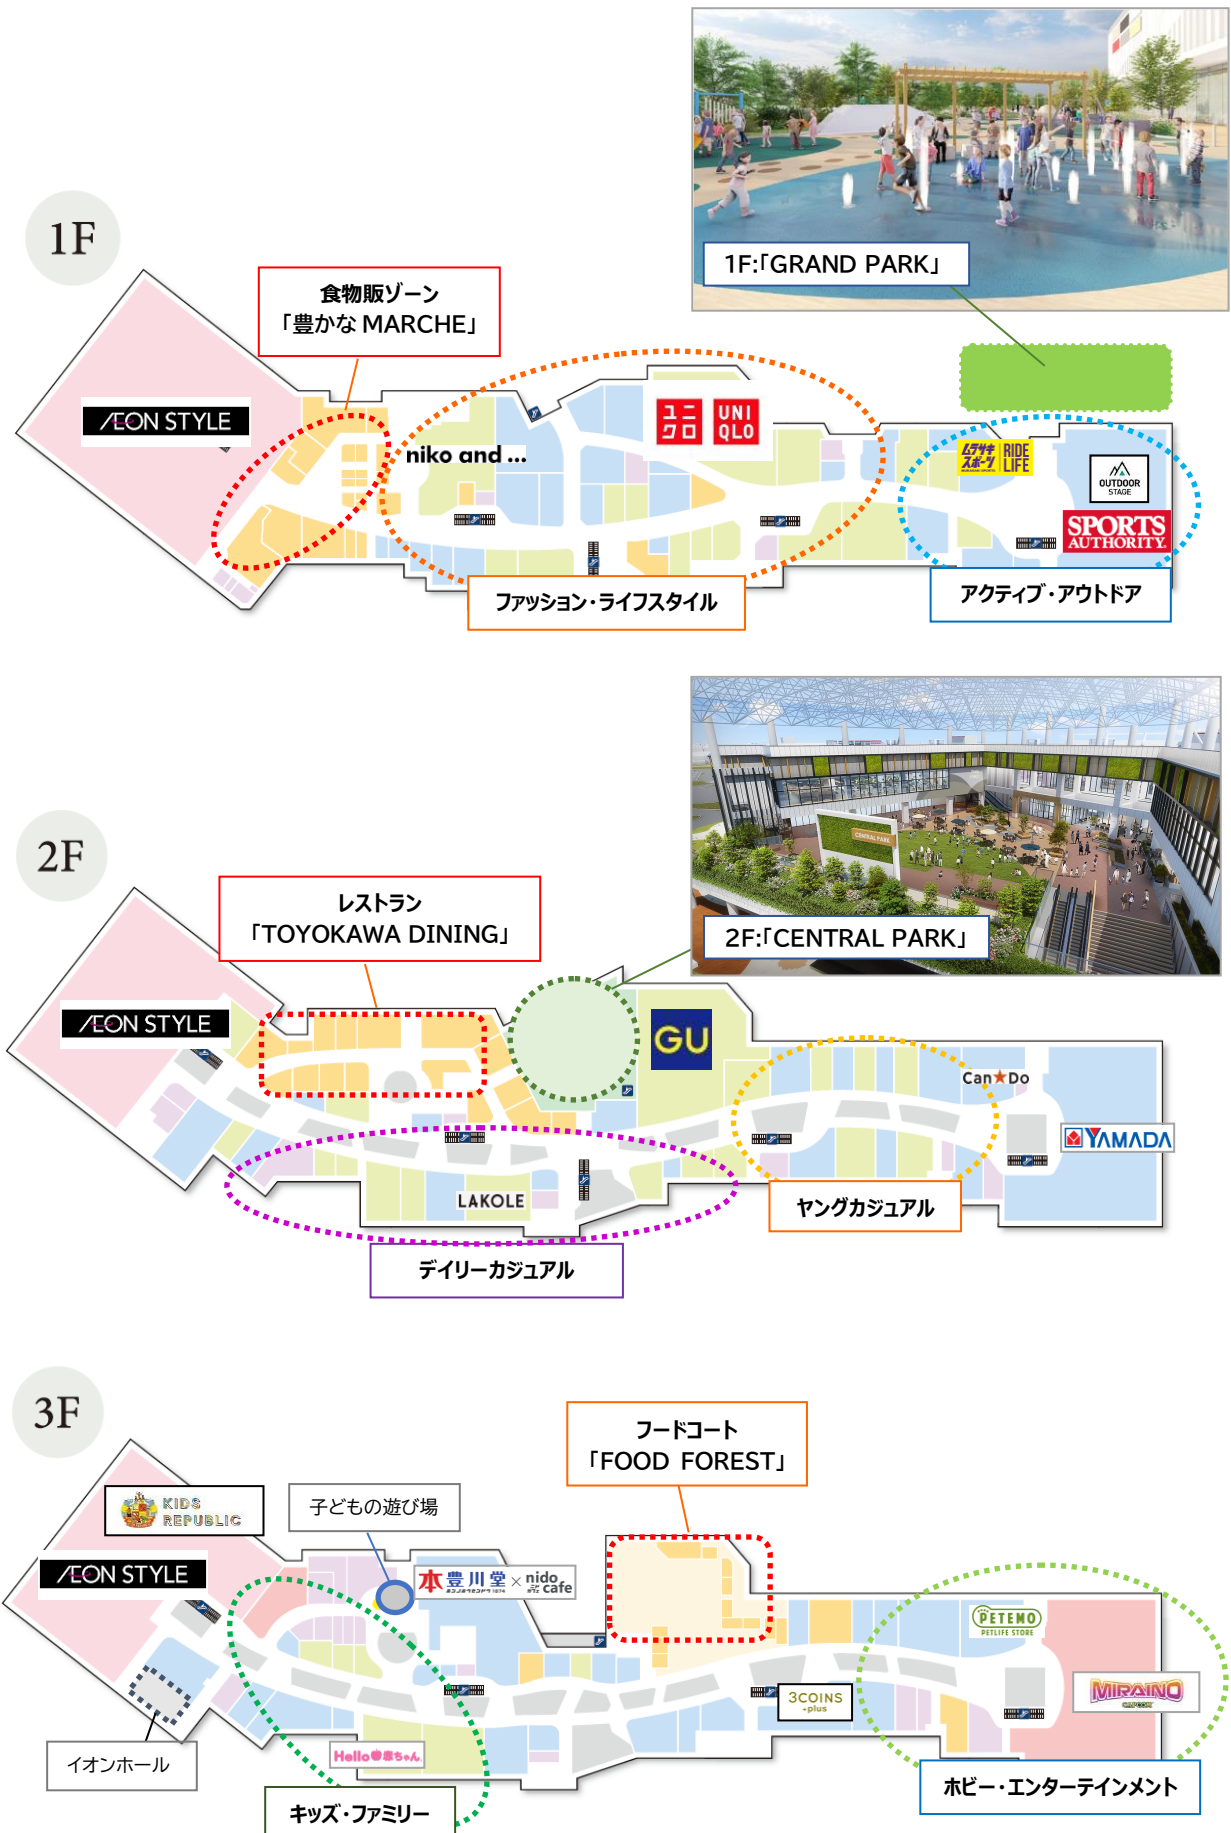 1F
1F:「GRAND PARK」
食物販ゾーン
「豊かな MARCHE」
ÆON STYLE
niko and ...
ユニクロ
UNI
QLO
ムラサキ
スポーツ
RIDE
LIFE
OUTDOOR
STAGE
SPORTS
AUTHORITY
ファッション・ライフスタイル
アクティブ・アウトドア
2F
CENTRAL PARK
2F:「CENTRAL PARK」
レストラン
「TOYOKAWA DINING」
ÆON STYLE
GU
Can★Do
YAMADA
LAKOLE
ヤングカジュアル
デイリーカジュアル
3F
フードコート
「FOOD FOREST」
KIDS
REPUBLIC
子どもの遊び場
ÆON STYLE
本 豊川堂 × nido
cafe
PETEMO
PETLIFE STORE
MIRAINO
CAPCOM
3COINS
+plus
Hello赤ちゃん
イオンホール
キッズ・ファミリー
ホビー・エンターテインメント